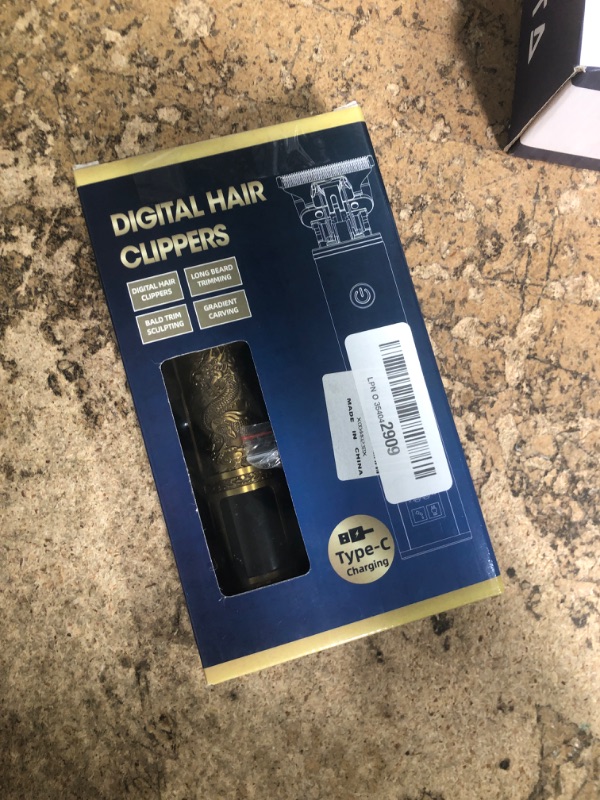 DIGITAL HAIR
CLIPPERS
DIGITAL HAIR
CLIPPERS
LONG BEARD
TRIMMING
BALD TRIM
SCULPTING
GRADIENT
CARVING
2909
MADE IN CHINA
Type-C
Charging